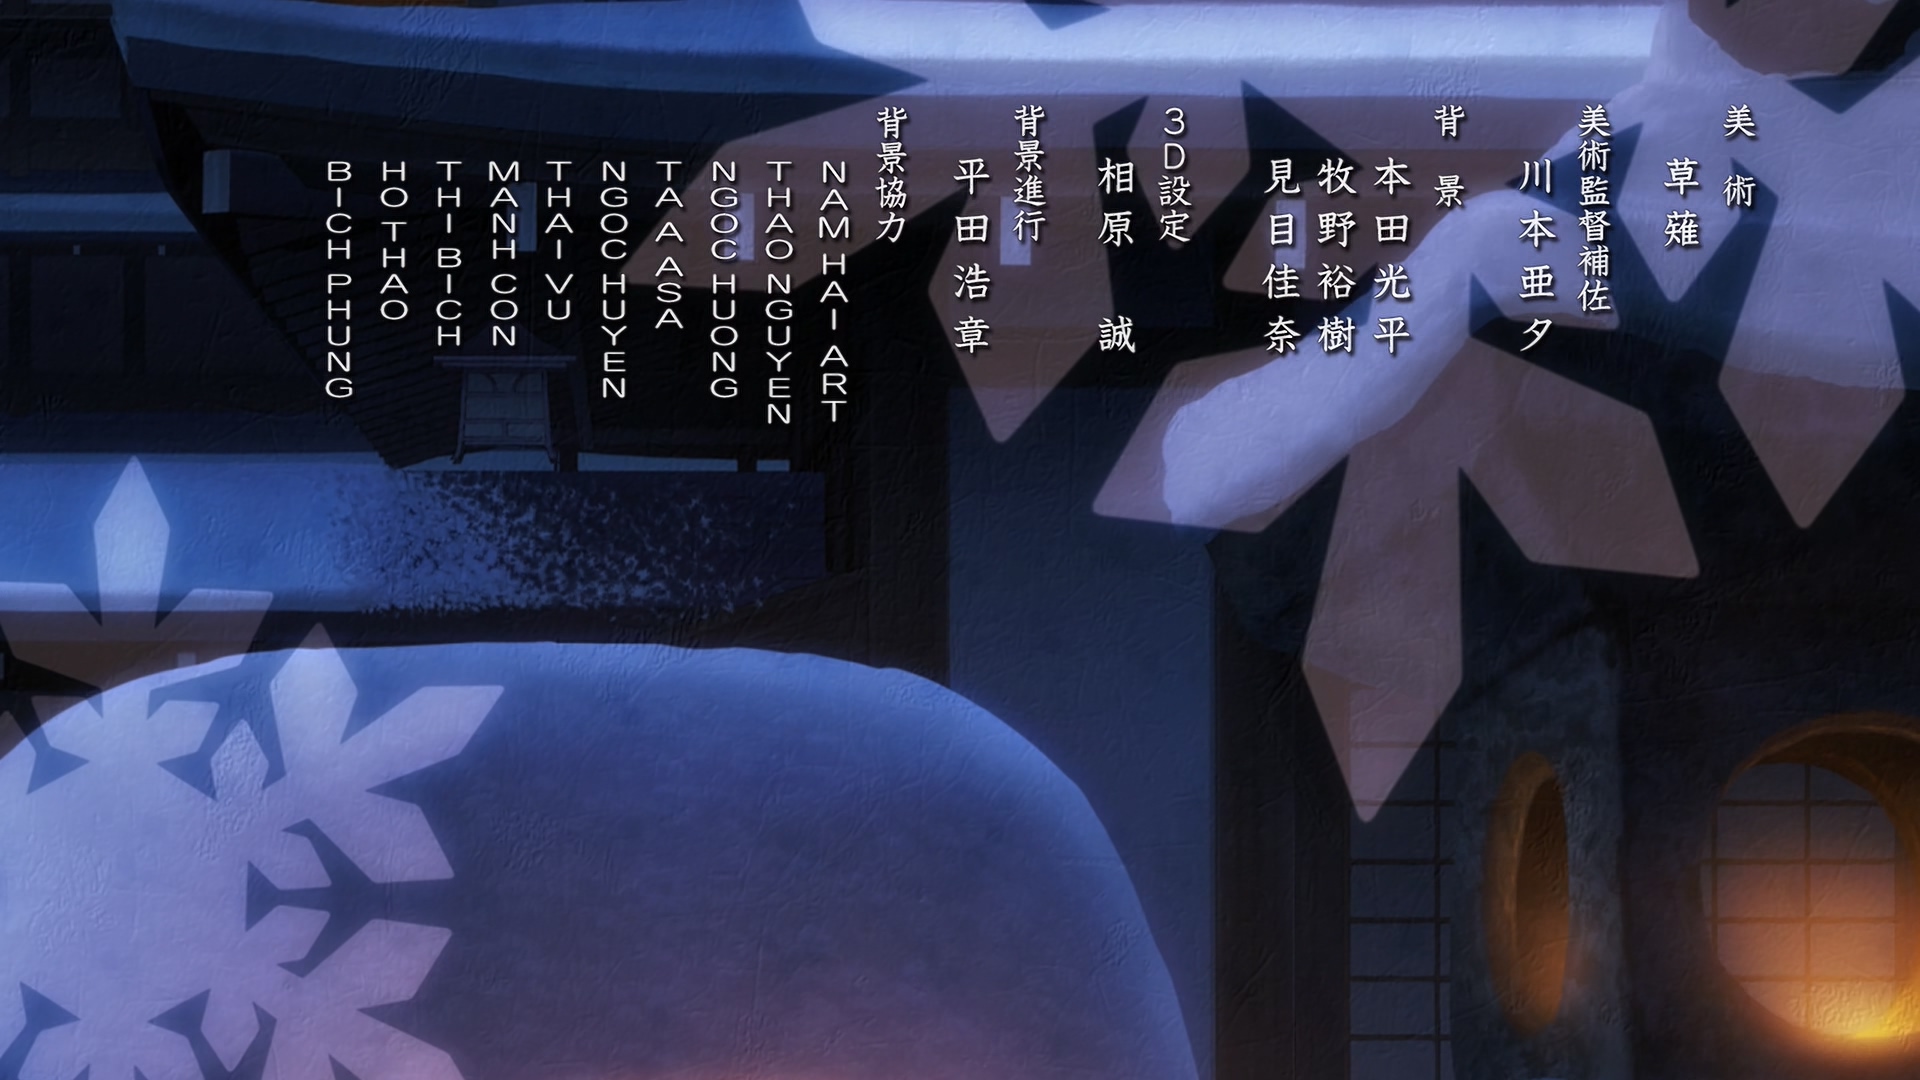 美術
草薙
美術監督補佐
川本亜夕
背景
本田光平
牧野裕樹
見目佳奈
3D設定
相原誠
背景進行
平田浩章
背景協力
NAM HAI ART
THAO NGUYEN
NGOC HUONG
TA A ASA
NGOC HUYEN
THAI VU
MANH CON
THI BICH
HO THAO
BICH PHUNG